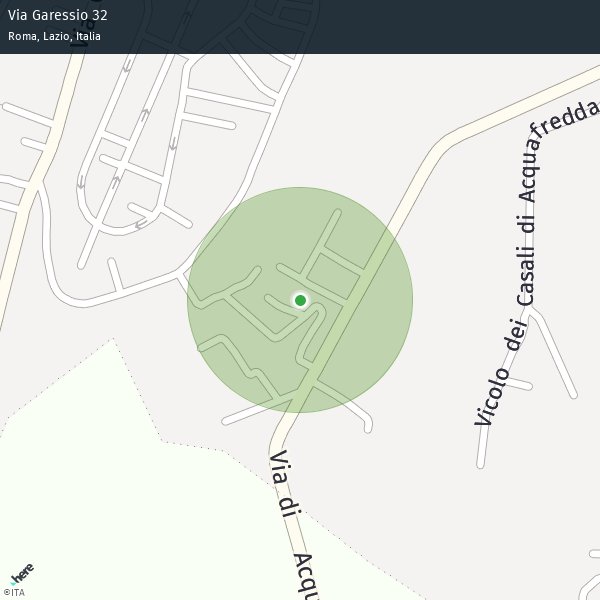 Via Garessio 32
Roma, Lazio, Italia
Vicolo dei Casali di Acquafredda
Via di Acqu
here
©ITA